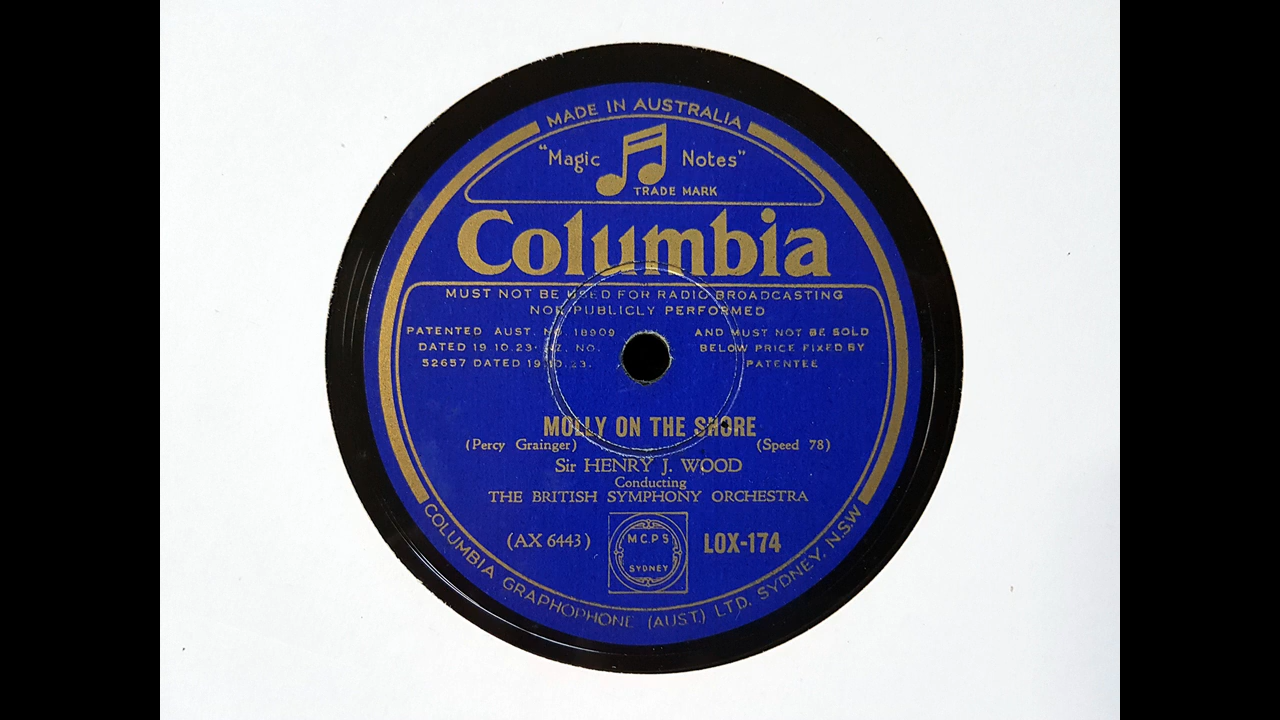 MADE IN AUSTRALIA
"Magic Notes"
TRADE MARK
Columbia
MUST NOT BE USED FOR RADIO BROADCASTING
NOR PUBLICLY PERFORMED
PATENTED AUST. NO. 18909
DATED 19.10.23. NZ. NO.
52657 DATED 19.10.23.
AND MUST NOT BE SOLD
BELOW PRICE FIXED BY
PATENTEE
MOLLY ON THE SHORE
(Percy Grainger) (Speed 78)
Sir HENRY J. WOOD
Conducting
THE BRITISH SYMPHONY ORCHESTRA
(AX 6443) M.C.P.S SYDNEY LOX-174
COLUMBIA GRAPHOPHONE (AUST.) LTD. SYDNEY. N.S.W